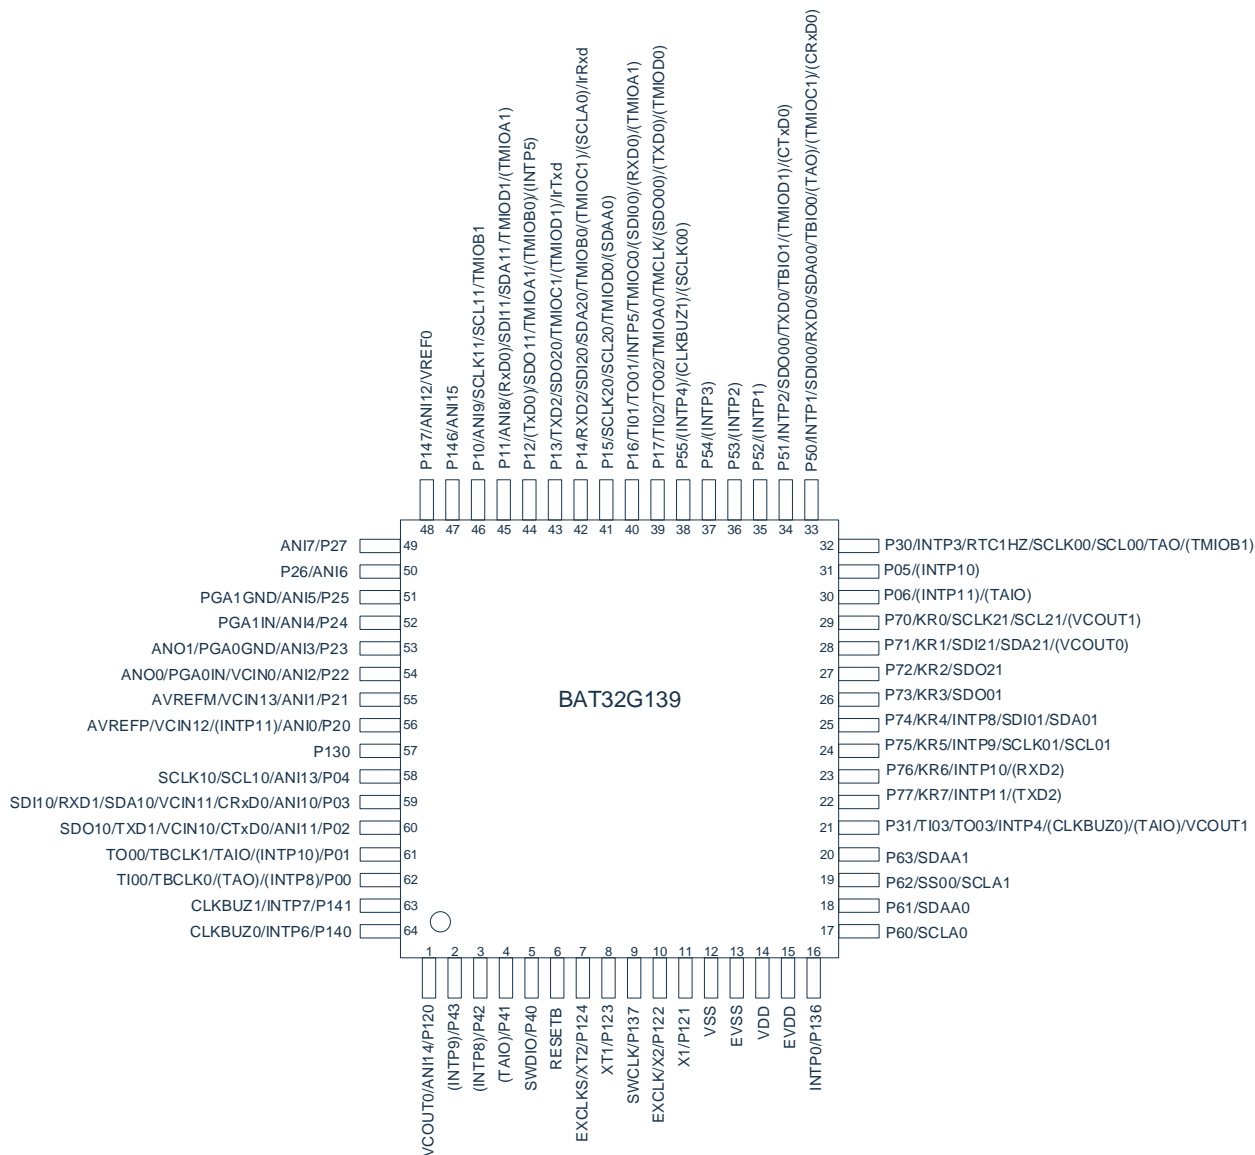 P147/ANI12/VREF0
P146/ANI15
P10/ANI9/SCLK11/SCL11/TMIOB1
P11/ANI8/(RxD0)/SDI11/SDA11/TMIOD1/(TMIOA1)
P12/(TxD0)/SDO11/TMIOA1/(TMIOB0)/(INTP5)
P13/TXD2/SDO20/TMIOC1/(TMIOD1)/IrTxd
P14/RXD2/SDI20/SDA20/TMIOB0/(TMIOC1)/(SCLA0)/IrRxd
P15/SCLK20/SCL20/TMIOD0/(SDAA0)
P16/TI01/TO01/INTP5/TMIOC0/(SDI00)/(RXD0)/(TMIOA1)
P17/TI02/TO02/TMIOA0/TMCLK/(SDO00)/(TXD0)/(TMIOD0)
P55/(INTP4)/(CLKBUZ1)/(SCLK00)
P54/(INTP3)
P53/(INTP2)
P52/(INTP1)
P51/INTP2/SDO00/TXD0/TBIO1/(TMIOD1)/(CTxD0)
P50/INTP1/SDI00/RXD0/SDA00/TBIO0/(TAO)/(TMIOC1)/(CRxD0)
48 47 46 45 44 43 42 41 40 39 38 37 36 35 34 33
ANI7/P27 49
P26/ANI6 50
PGA1GND/ANI5/P25 51
PGA1IN/ANI4/P24 52
ANO1/PGA0GND/ANI3/P23 53
ANO0/PGA0IN/VCIN0/ANI2/P22 54
AVREFM/VCIN13/ANI1/P21 55
AVREFP/VCIN12/(INTP11)/ANI0/P20 56
P130 57
SCLK10/SCL10/ANI13/P04 58
SDI10/RXD1/SDA10/VCIN11/CRxD0/ANI10/P03 59
SDO10/TXD1/VCIN10/CTxD0/ANI11/P02 60
TO00/TBCLK1/TAIO/(INTP10)/P01 61
TI00/TBCLK0/(TAO)/(INTP8)/P00 62
CLKBUZ1/INTP7/P141 63
CLKBUZ0/INTP6/P140 64
BAT32G139
32 P30/INTP3/RTC1HZ/SCLK00/SCL00/TAO/(TMIOB1)
31 P05/(INTP10)
30 P06/(INTP11)/(TAIO)
29 P70/KR0/SCLK21/SCL21/(VCOUT1)
28 P71/KR1/SDI21/SDA21/(VCOUT0)
27 P72/KR2/SDO21
26 P73/KR3/SDO01
25 P74/KR4/INTP8/SDI01/SDA01
24 P75/KR5/INTP9/SCLK01/SCL01
23 P76/KR6/INTP10/(RXD2)
22 P77/KR7/INTP11/(TXD2)
21 P31/TI03/TO03/INTP4/(CLKBUZ0)/(TAIO)/VCOUT1
20 P63/SDAA1
19 P62/SS00/SCLA1
18 P61/SDAA0
17 P60/SCLA0
1 2 3 4 5 6 7 8 9 10 11 12 13 14 15 16
VCOUT0/ANI14/P120
(INTP9)/P43
(INTP8)/P42
(TAIO)/P41
SWDIO/P40
RESETB
EXCLKS/XT2/P124
XT1/P123
SWCLK/P137
EXCLK/X2/P122
X1/P121
VSS
EVSS
VDD
EVDD
INTP0/P136